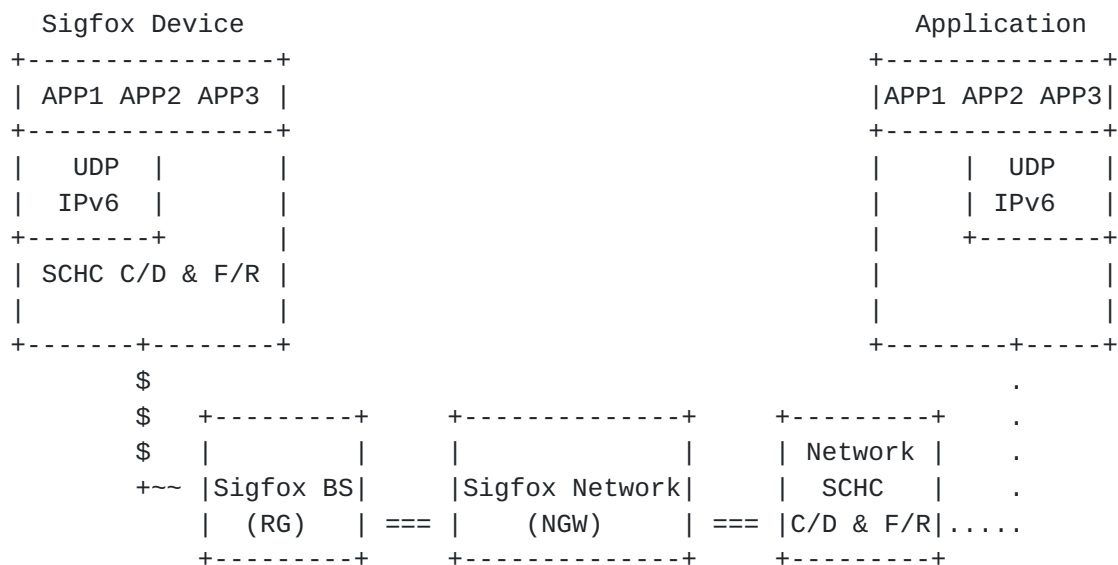 Sigfox Device                                           Application
+----------------+                                     +--------------+
| APP1 APP2 APP3 |                                     |APP1 APP2 APP3|
+----------------+                                     +--------------+
|   UDP  |       |                                     |     |  UDP   |
|  IPv6  |       |                                     |     | IPv6   |
+--------+       |                                     |     +--------+
| SCHC C/D & F/R |                                     |              |
|                |                                     |              |
+-------+--------+                                     +--------+-----+
        $                                                       .
        $   +---------+     +--------------+     +---------+    .
        $   |         |     |              |     | Network |    .
        +~~ |Sigfox BS|     |Sigfox Network|     |  SCHC   |    .
            |  (RG)   | === |    (NGW)     | === |C/D & F/R|.....
            +---------+     +--------------+     +---------+